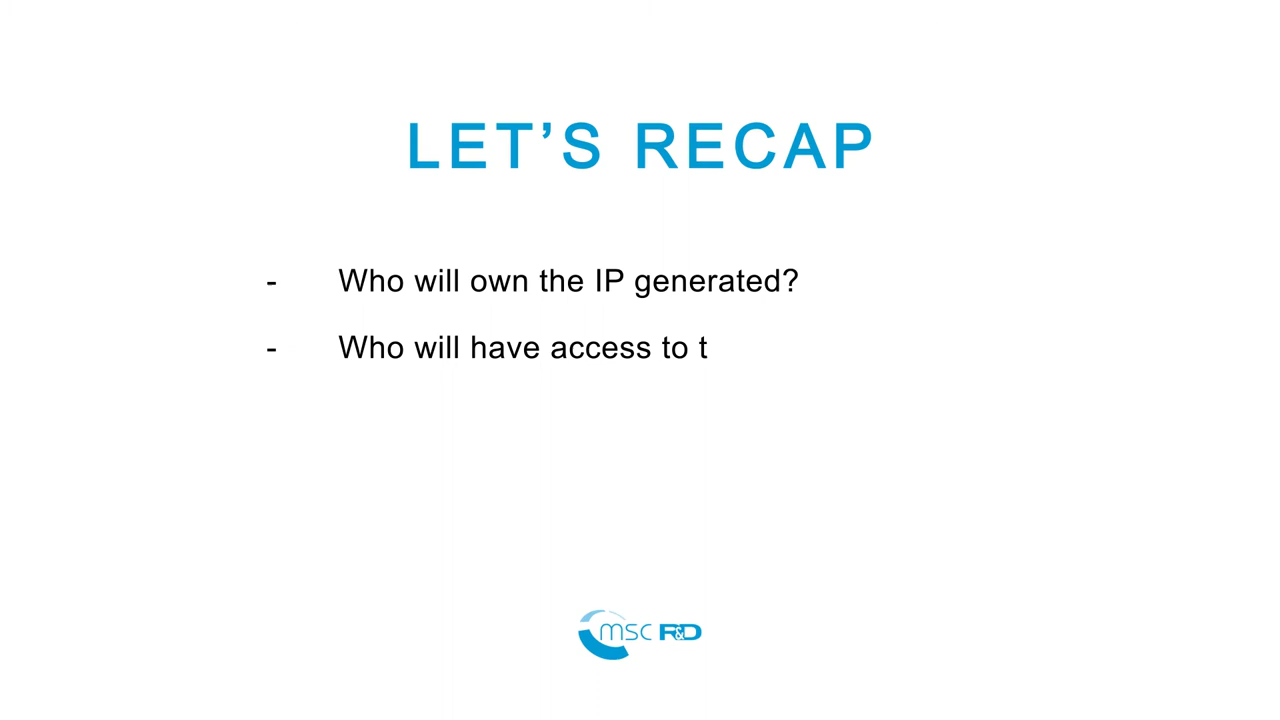 LET’S RECAP
- Who will own the IP generated?
- Who will have access to t
msc R&D